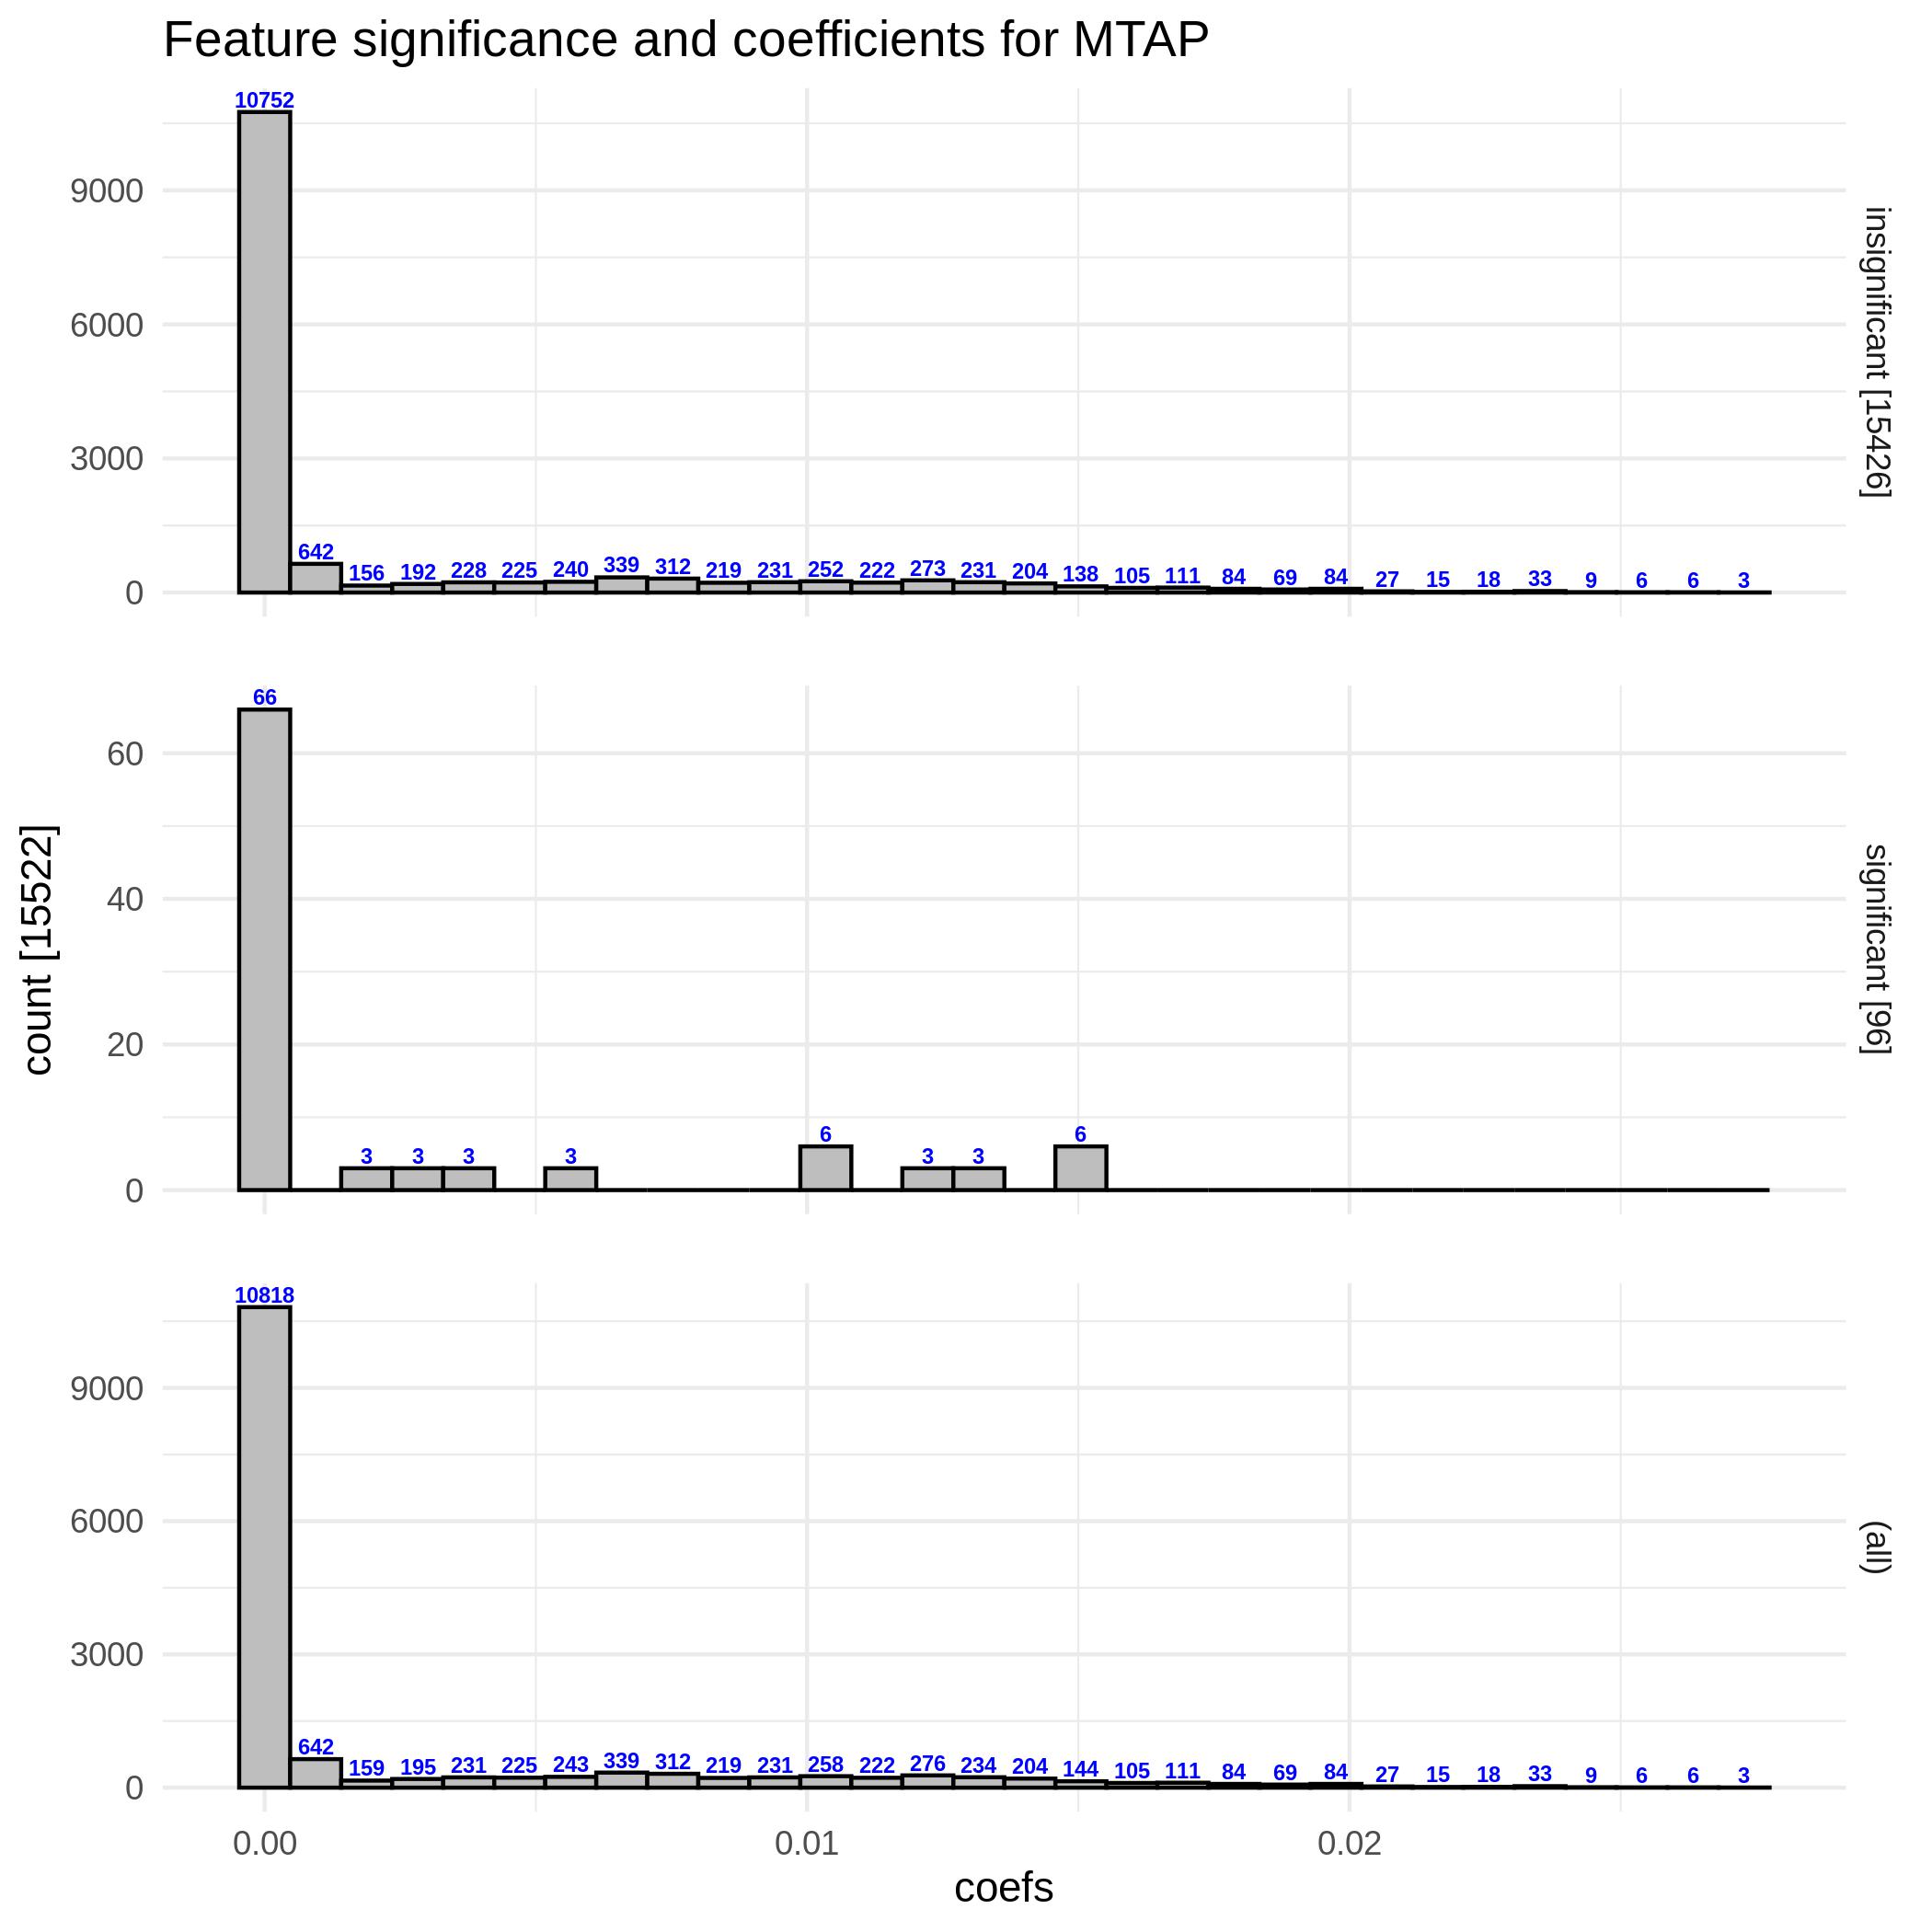 Feature significance and coefficients for MTAP
10752
9000
6000
3000
0
642 156 192 228 225 240 339 312 219 231 252 222 273 231 204 138 105 111 84 69 84 27 15 18 33 9 6 6 3
insignificant [15426]
66
60
40
20
0
3 3 3 3 6 3 3 6
significant [96]
count [15522]
10818
9000
6000
3000
0
642 159 195 231 225 243 339 312 219 231 258 222 276 234 204 144 105 111 84 69 84 27 15 18 33 9 6 6 3
(all)
0.00 0.01 0.02
coefs